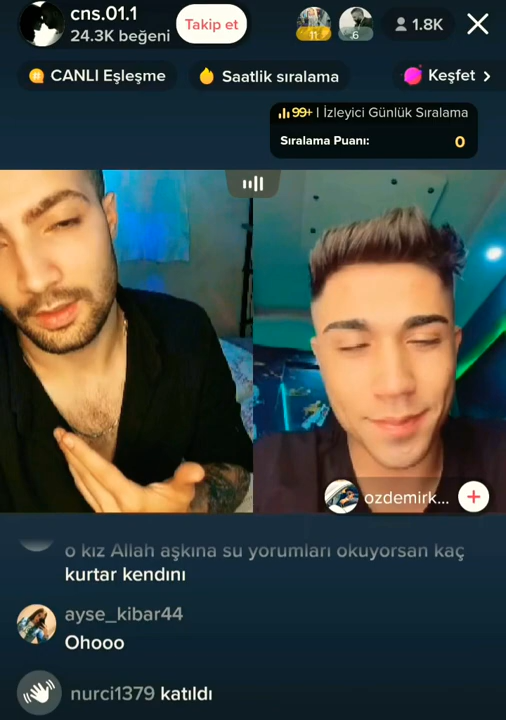 cns.01.1
24.3K beğeni
Takip et
11
6
1.8K
CANLI Eşleşme
Saatlik sıralama
Keşfet
99+ | İzleyici Günlük Sıralama
Sıralama Puanı: 0
ozdemirk...
o kız Allah aşkına su yorumları okuyorsan kaç
kurtar kendını
ayse_kibar44
Ohooo
nurci1379 katıldı